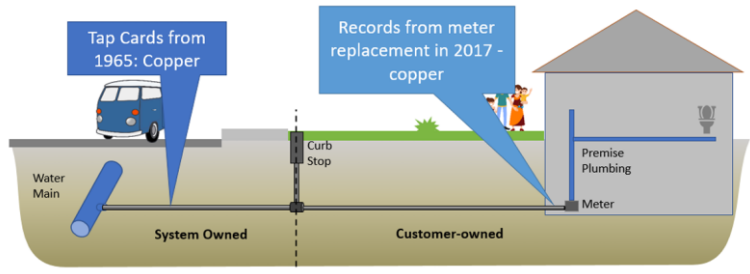 Tap Cards from
1965: Copper
Records from meter
replacement in 2017 -
copper
Curb
Stop
Water
Main
Premise
Plumbing
Meter
System Owned
Customer-owned